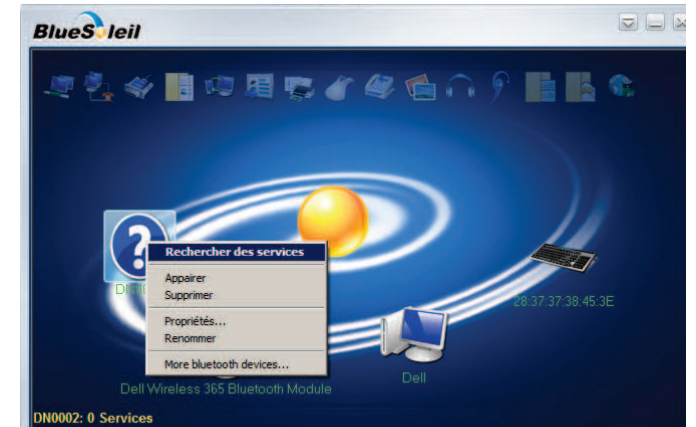 BlueSoleil
Rechercher des services
Appairer
Supprimer
Propriétés...
Renommer
More bluetooth devices...
28:37:37:38:45:3E
Dell
Dell Wireless 365 Bluetooth Module
DN0002: 0 Services